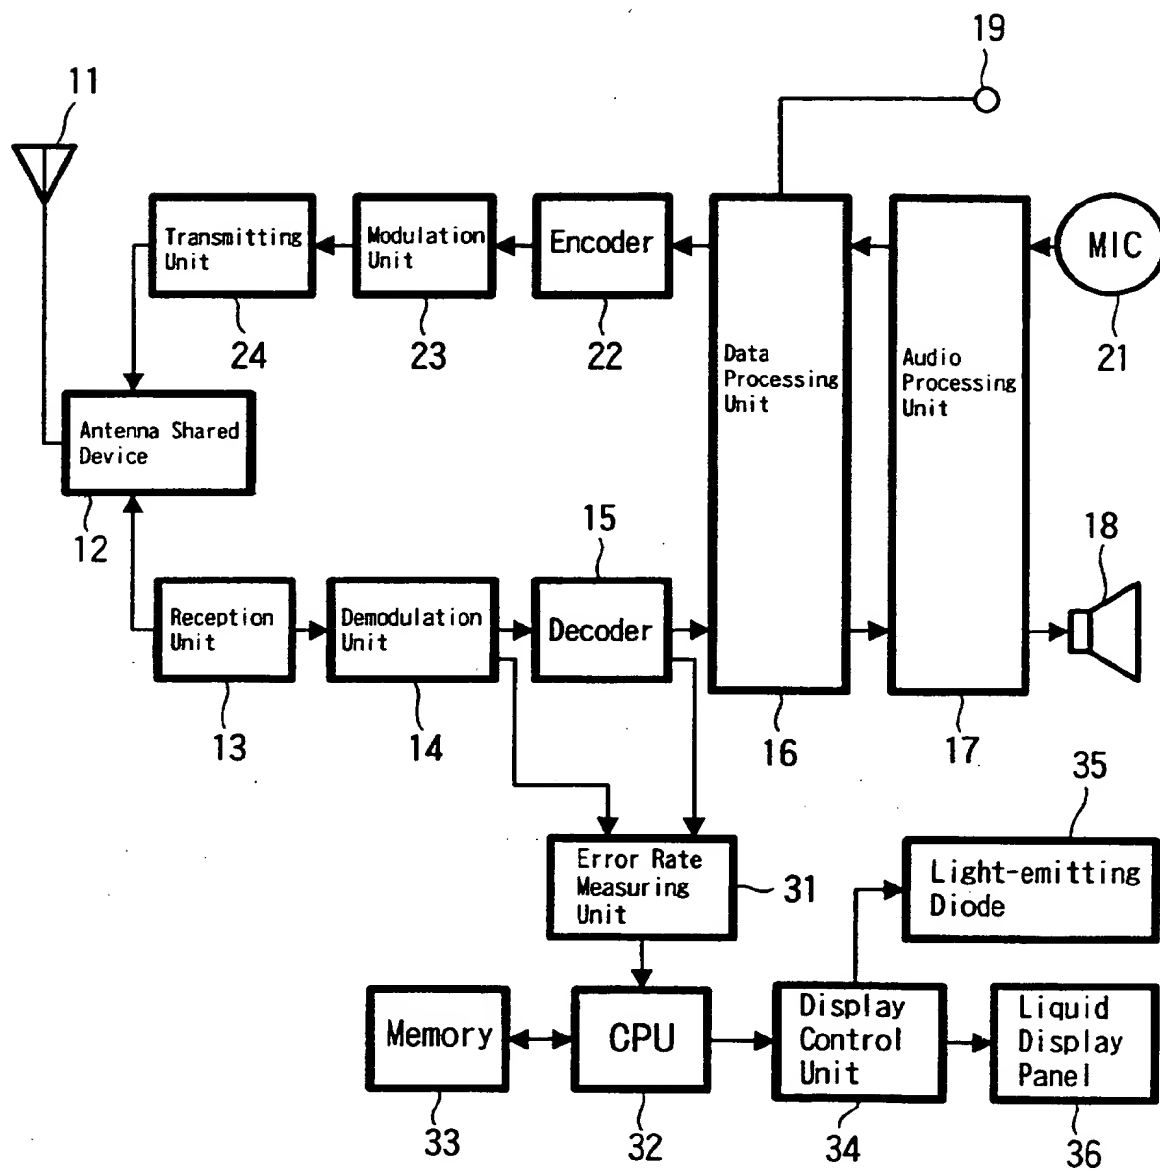 19
11
Transmitting
Unit
Modulation
Unit
Encoder
MIC
24
23
22
21
Data
Processing
Unit
Audio
Processing
Unit
Antenna Shared
Device
12
15
18
Reception
Unit
Demodulation
Unit
Decoder
13
14
16
17
35
Error Rate
Measuring
Unit
31
Light-emitting
Diode
Memory
CPU
Display
Control
Unit
Liquid
Display
Panel
33
32
34
36